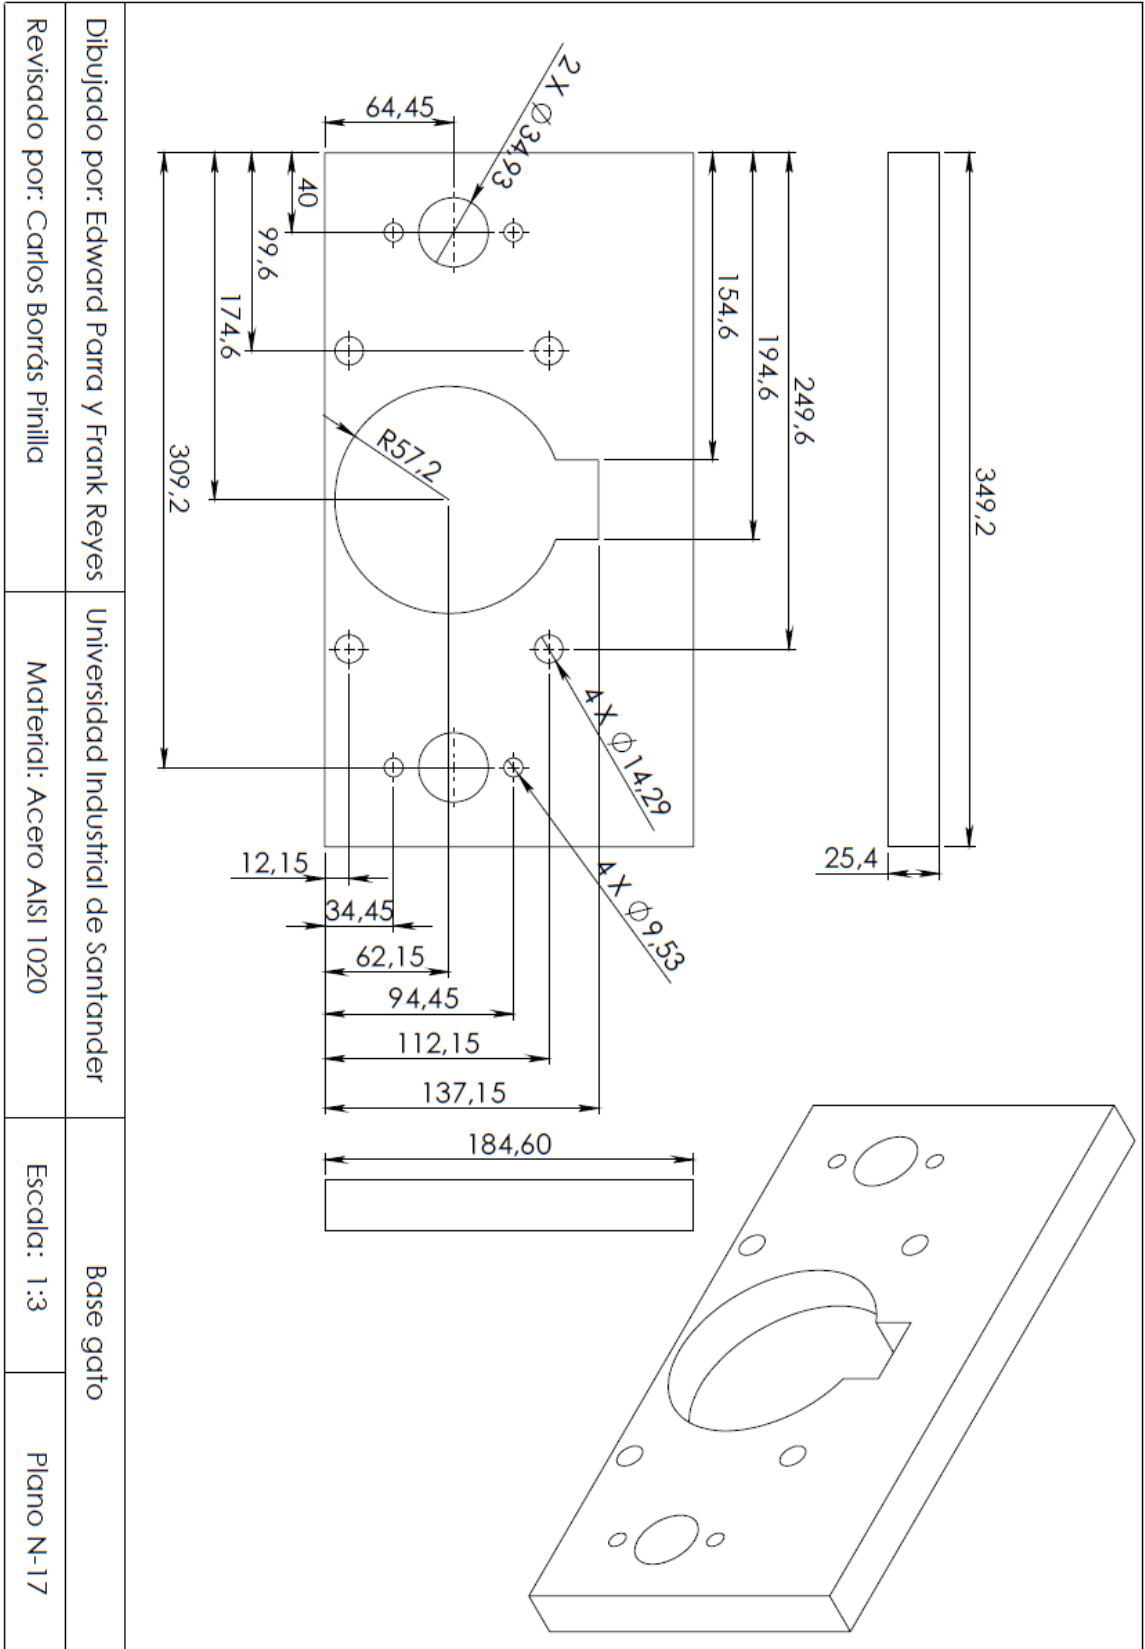 349,2
25,4
249,6
194,6
154,6
2X Ø 34,93
64,45
40
99,6
174,6
309,2
R57,2
4 X Ø14,29
4 X Ø9,53
12,15
34,45
62,15
94,45
112,15
137,15
184,60
Dibujado por: Edward Parra y Frank Reyes
Universidad Industrial de Santander
Base gato
Revisado por: Carlos Borrás Pinilla
Material: Acero AISI 1020
Escala: 1:3
Plano N-17